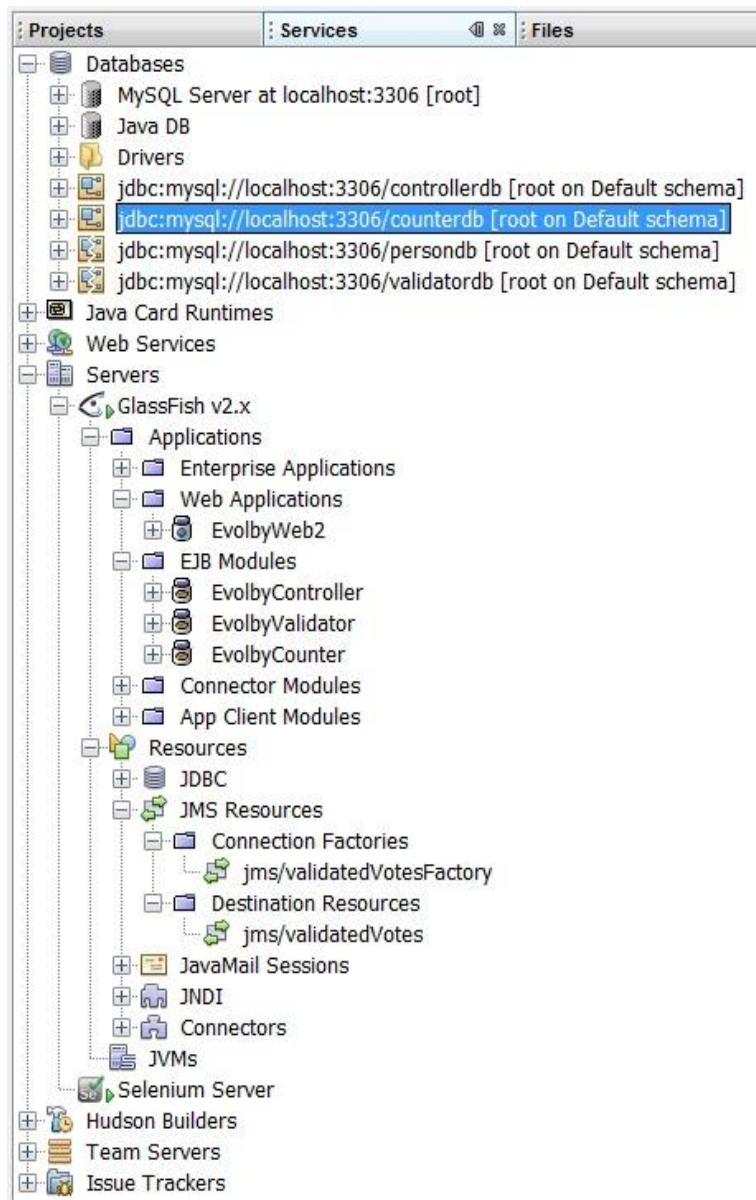 Projects Services Files
Databases
MySQL Server at localhost:3306 [root]
Java DB
Drivers
jdbc:mysql://localhost:3306/controllerdb [root on Default schema]
jdbc:mysql://localhost:3306/counterdb [root on Default schema]
jdbc:mysql://localhost:3306/persondb [root on Default schema]
jdbc:mysql://localhost:3306/validatordb [root on Default schema]
Java Card Runtimes
Web Services
Servers
GlassFish v2.x
Applications
Enterprise Applications
Web Applications
EvolbyWeb2
EJB Modules
EvolbyController
EvolbyValidator
EvolbyCounter
Connector Modules
App Client Modules
Resources
JDBC
JMS Resources
Connection Factories
jms/validatedVotesFactory
Destination Resources
jms/validatedVotes
JavaMail Sessions
JNDI
Connectors
JVMs
Se Selenium Server
Hudson Builders
Team Servers
Issue Trackers